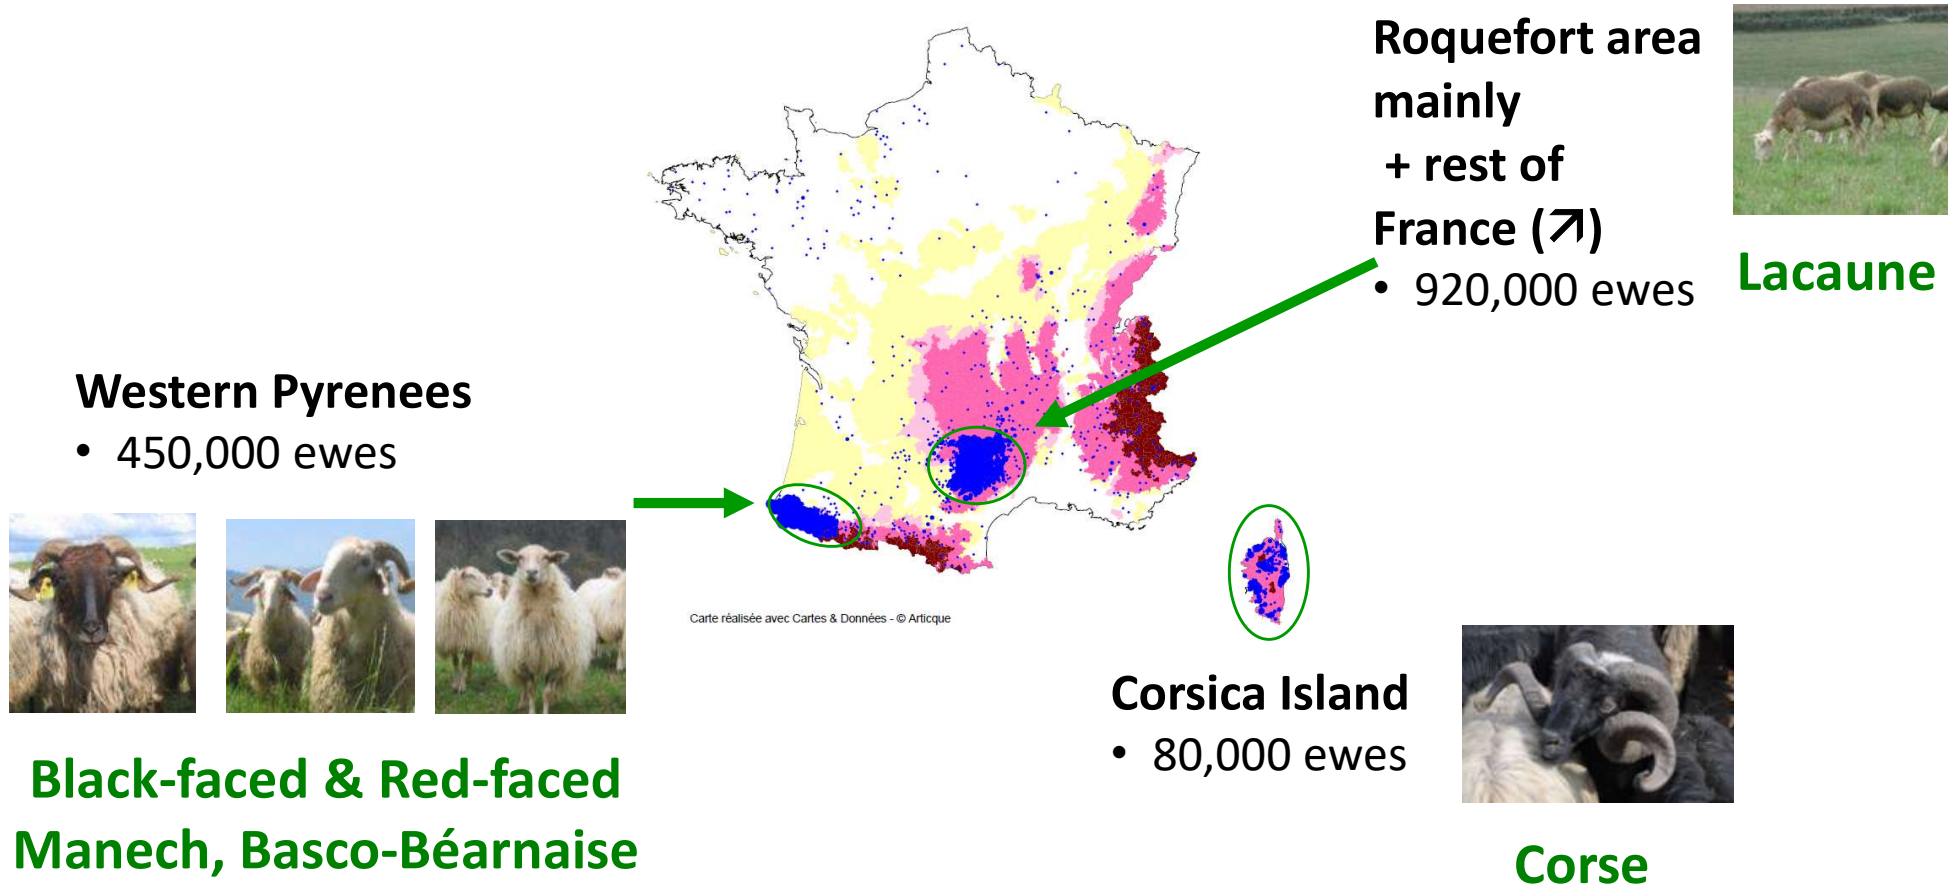 Roquefort area
mainly
+ rest of
France (↗)
• 920,000 ewes
Lacaune
Western Pyrenees
• 450,000 ewes
Black-faced & Red-faced
Manech, Basco-Béarnaise
Carte réalisée avec Cartes & Données - © Articque
Corsica Island
• 80,000 ewes
Corse